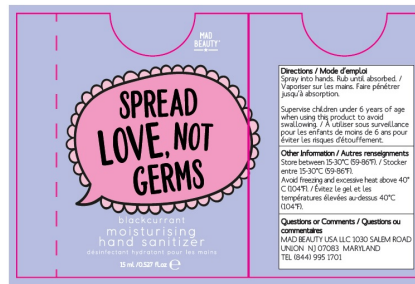 MAD
BEAUTY
SPREAD
LOVE, NOT
GERMS
blackcurrant
moisturising
hand sanitizer
désinfectant hydratant pour les mains
15 ml /0.527 fl.oz ℮
Directions / Mode d'emploi
Spray into hands. Rub until absorbed. /
Vaporiser sur les mains. Faire pénétrer
jusqu'à absorption.
Supervise children under 6 years of age
when using this product to avoid
swallowing. / À utiliser sous surveillance
pour les enfants de moins de 6 ans pour
éviter les risques d'étouffement.
Other Information / Autres renseignments
Store between 15-30°C (59-86°F). / Stocker
entre 15-30°C (59-86°F).
Avoid freezing and excessive heat above 40°
C (104°F). / Évitez le gel et les
températures élevées au-dessus 40°C
(104°F).
Questions or Comments / Questions ou
commentaires
MAD BEAUTY USA LLC 1030 SALEM ROAD
UNION NJ 07083 MARYLAND
TEL (844) 995 1701